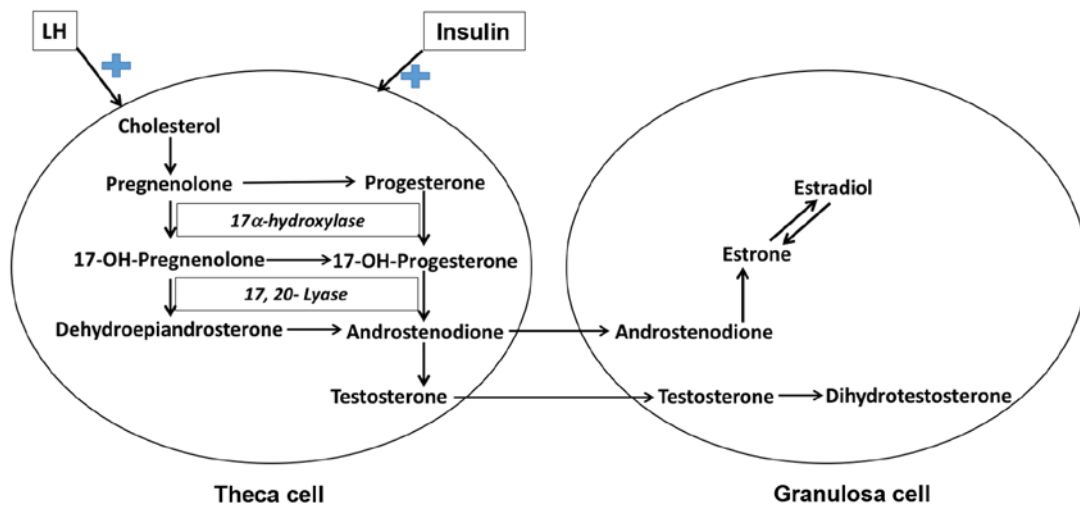 LH
Insulin
Cholesterol
Pregnenolone
Progesterone
17α-hydroxylase
17-OH-Pregnenolone
17-OH-Progesterone
17, 20- Lyase
Dehydroepiandrosterone
Androstenodione
Testosterone
Theca cell
Estradiol
Estrone
Androstenodione
Testosterone
Dihydrotestosterone
Granulosa cell